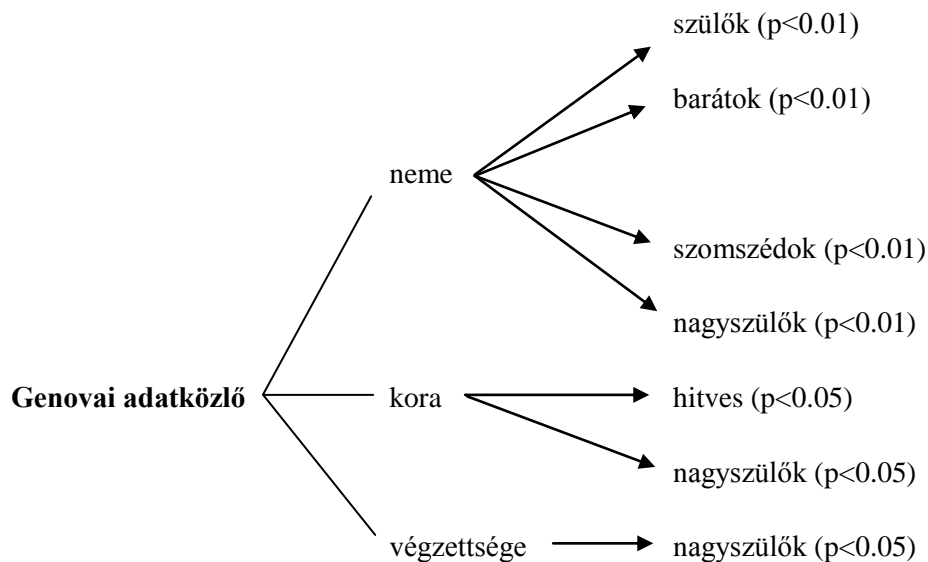 szülők (p<0.01)
barátok (p<0.01)
neme
szomszédok (p<0.01)
nagyszülők (p<0.01)
Genovai adatközlő
kora
hitves (p<0.05)
nagyszülők (p<0.05)
végzettsége
nagyszülők (p<0.05)